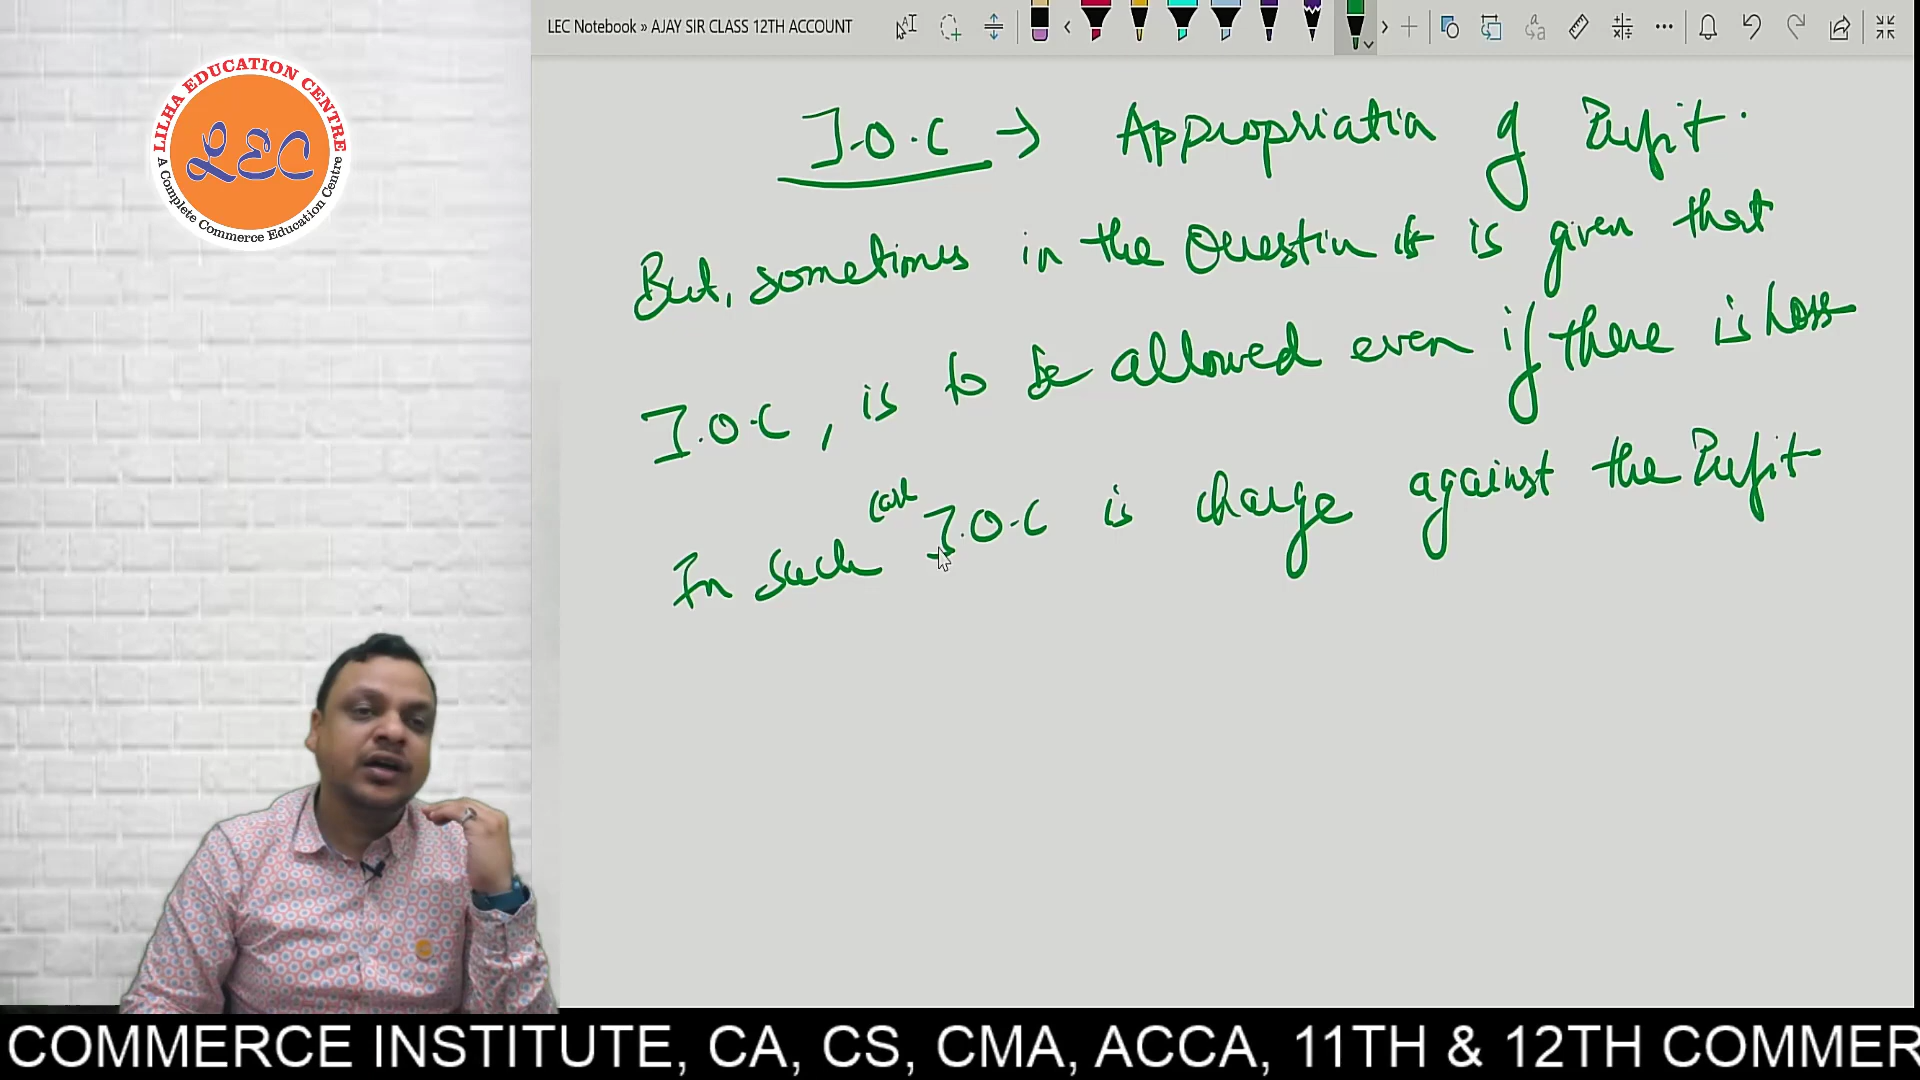 LEC Notebook » AJAY SIR CLASS 12TH ACCOUNT
LILHA EDUCATION CENTRE
LEC
A Complete Commerce Education Centre
I.O.C → Appropriation of Profit.
But, sometimes in the Question it is given that
I.O.C, is to be allowed even if there is Loss
In Such case I.O.C is charge against the Profit
COMMERCE INSTITUTE, CA, CS, CMA, ACCA, 11TH & 12TH COMMER